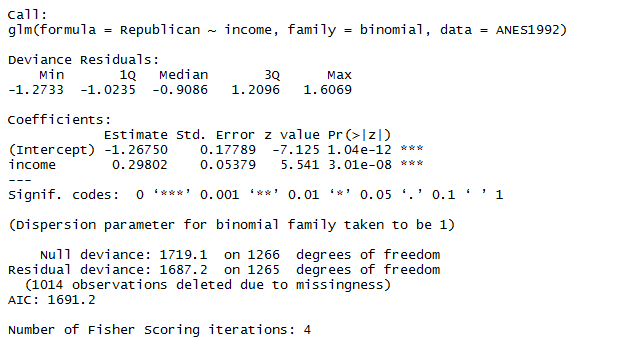 Call:
glm(formula = Republican ~ income, family = binomial, data = ANES1992)
Deviance Residuals:
Min 1Q Median 3Q Max
-1.2733 -1.0235 -0.9086 1.2096 1.6069
Coefficients:
Estimate Std. Error z value Pr(>|z|)
(Intercept) -1.26750 0.17789 -7.125 1.04e-12 ***
income 0.29802 0.05379 5.541 3.01e-08 ***
---
Signif. codes: 0 ‘***’ 0.001 ‘**’ 0.01 ‘*’ 0.05 ‘.’ 0.1 ‘ ’ 1
(Dispersion parameter for binomial family taken to be 1)
Null deviance: 1719.1 on 1266 degrees of freedom
Residual deviance: 1687.2 on 1265 degrees of freedom
(1014 observations deleted due to missingness)
AIC: 1691.2
Number of Fisher Scoring iterations: 4